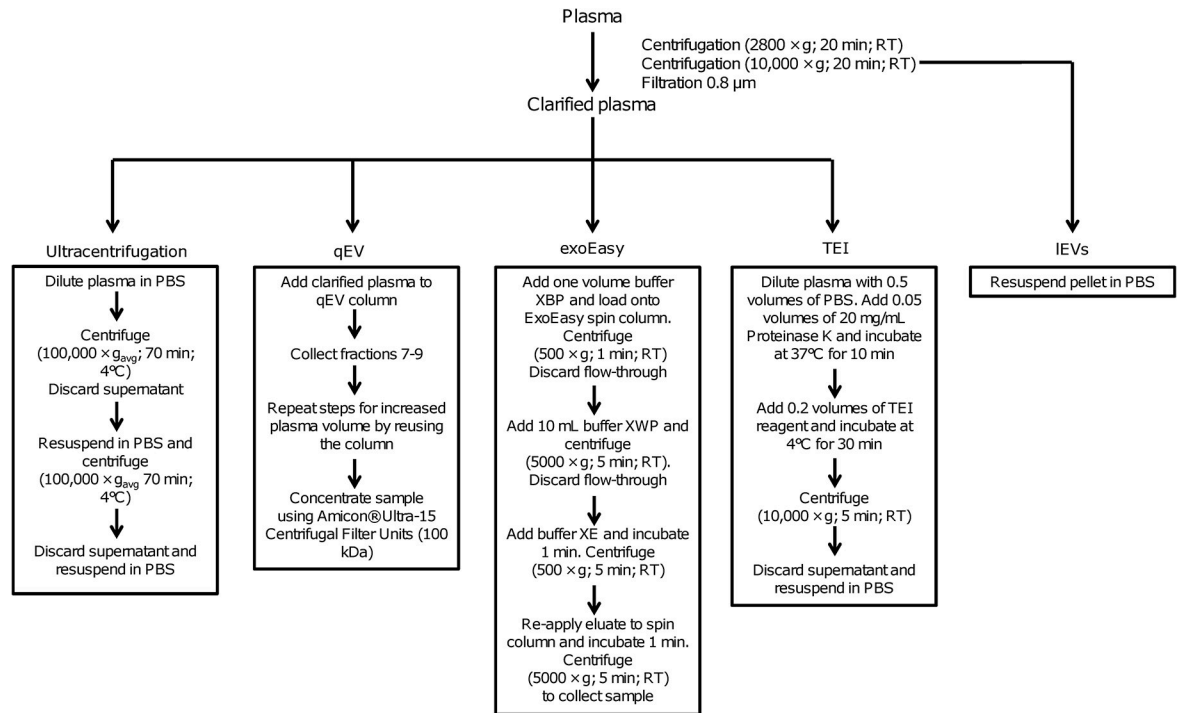 Plasma
Centrifugation (2800 ×g; 20 min; RT)
Centrifugation (10,000 ×g; 20 min; RT)
Filtration 0.8 µm
Clarified plasma
Ultracentrifugation
Dilute plasma in PBS
Centrifuge
(100,000 ×gavg; 70 min;
4ºC)
Discard supernatant
Resuspend in PBS and
centrifuge
(100,000 ×gavg 70 min;
4ºC)
Discard supernatant and
resuspend in PBS
qEV
Add clarified plasma to
qEV column
Collect fractions 7-9
Repeat steps for increased
plasma volume by reusing
the column
Concentrate sample
using Amicon®Ultra-15
Centrifugal Filter Units (100
kDa)
exoEasy
Add one volume buffer
XBP and load onto
ExoEasy spin column.
Centrifuge
(500 ×g; 1 min; RT)
Discard flow-through
Add 10 mL buffer XWP and
centrifuge
(5000 ×g; 5 min; RT).
Discard flow-through
Add buffer XE and incubate
1 min. Centrifuge
(500 ×g; 5 min; RT)
Re-apply eluate to spin
column and incubate 1 min.
Centrifuge
(5000 ×g; 5 min; RT)
to collect sample
TEI
Dilute plasma with 0.5
volumes of PBS. Add 0.05
volumes of 20 mg/mL
Proteinase K and incubate
at 37ºC for 10 min
Add 0.2 volumes of TEI
reagent and incubate at
4ºC for 30 min
Centrifuge
(10,000 ×g; 5 min; RT)
Discard supernatant and
resuspend in PBS
lEVs
Resuspend pellet in PBS